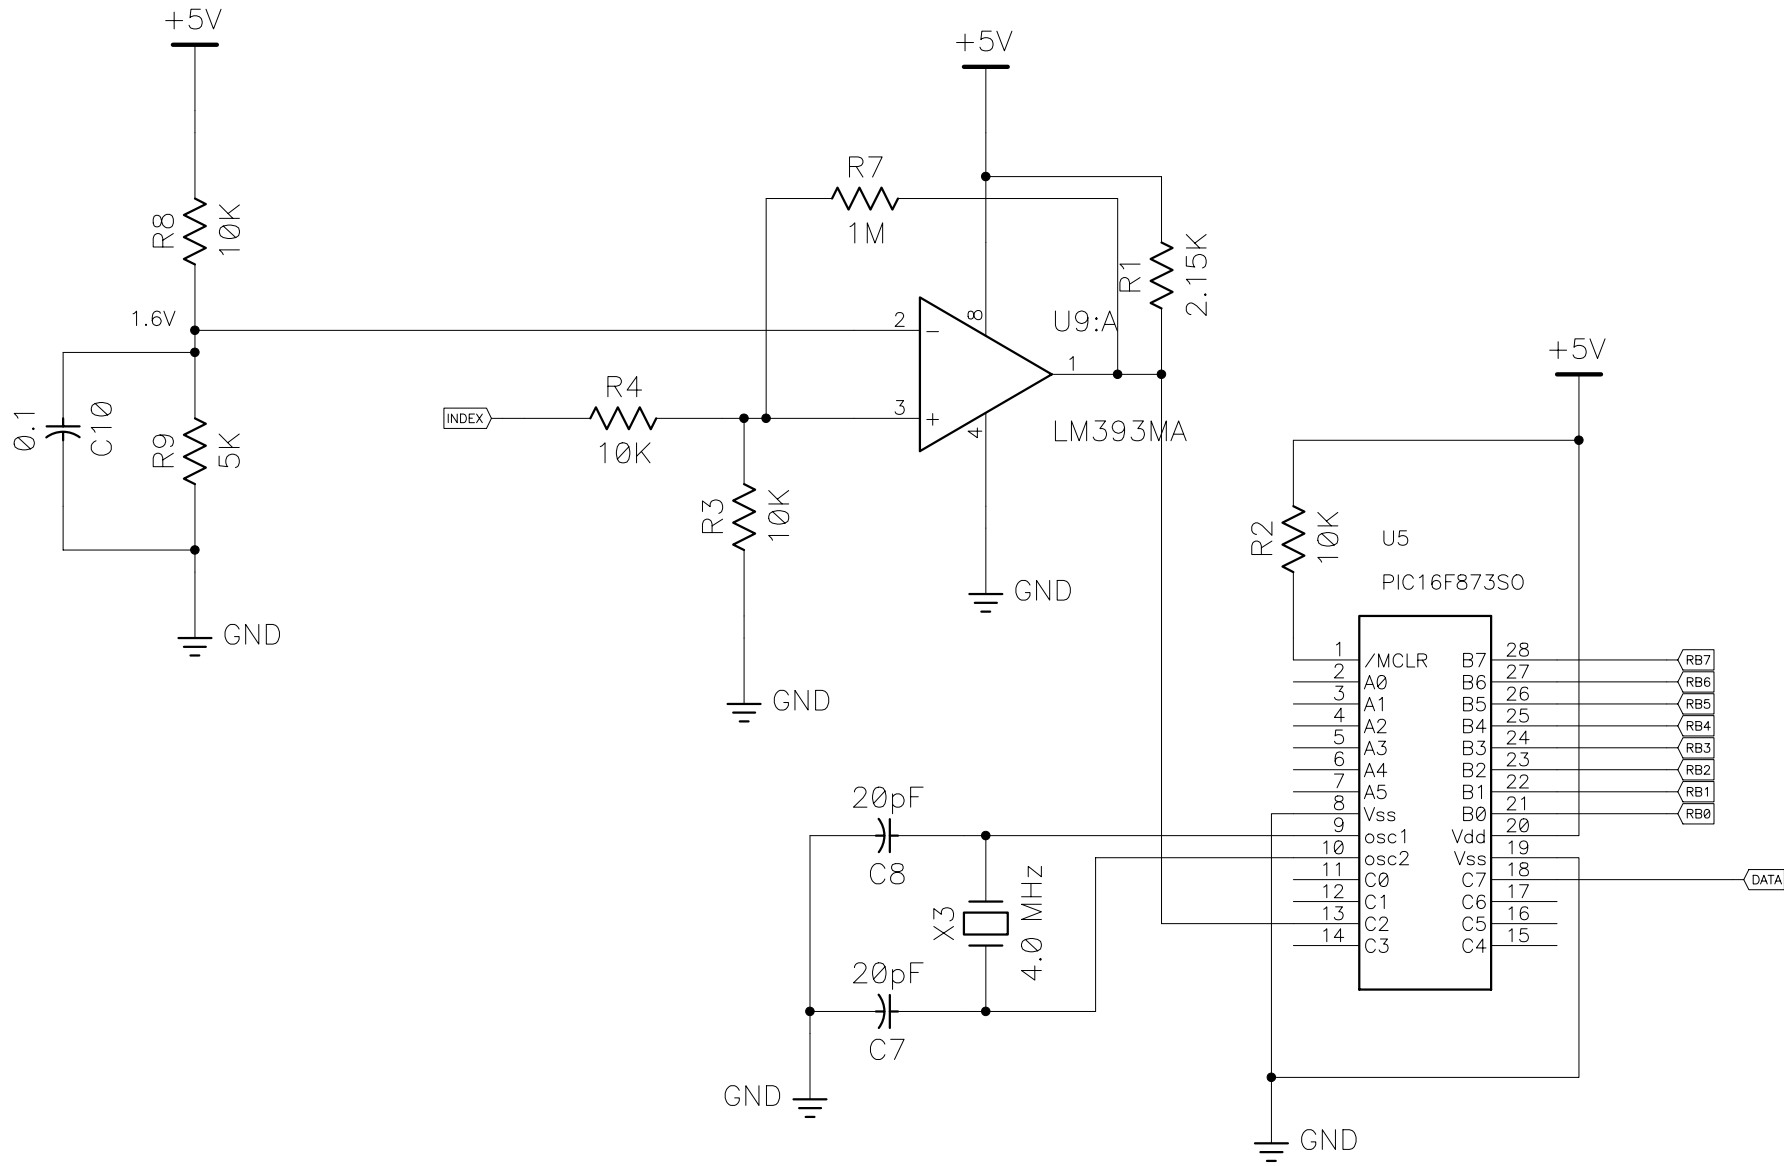 +5V
+5V
R7
1M
R8
10K
R1
2.15K
1.6V
2
−
8
U9:A
1
+5V
R4
INDEX
10K
3
+
4
LM393MA
0.1
C10
R9
5K
R3
10K
R2
10K
U5
PIC16F873SO
GND
GND
GND
1 /MCLR B7 28 RB7
2 A0 B6 27 RB6
3 A1 B5 26 RB5
4 A2 B4 25 RB4
5 A3 B3 24 RB3
6 A4 B2 23 RB2
7 A5 B1 22 RB1
8 Vss B0 21 RB0
9 osc1 Vdd 20
10 osc2 Vss 19
11 C0 C7 18 DATA
12 C1 C6 17
13 C2 C5 16
14 C3 C4 15
20pF
C8
X3
4.0 MHz
20pF
C7
GND
GND